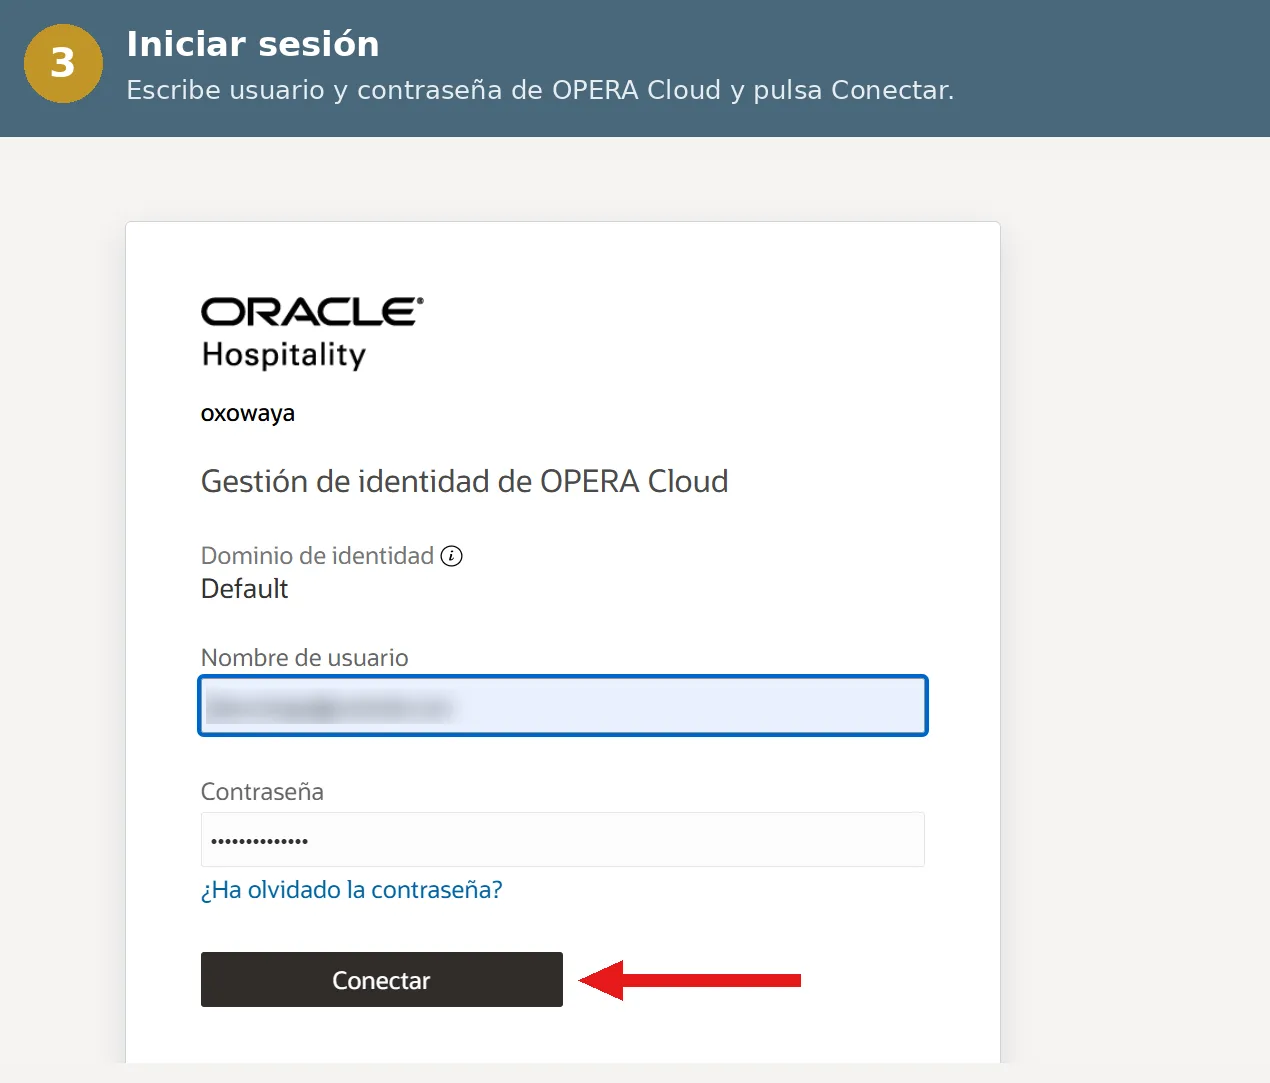 3
Iniciar sesión
Escribe usuario y contraseña de OPERA Cloud y pulsa Conectar.
ORACLE®
Hospitality
oxowaya
Gestión de identidad de OPERA Cloud
Dominio de identidad i
Default
Nombre de usuario
Contraseña
••••••••••••••
¿Ha olvidado la contraseña?
Conectar